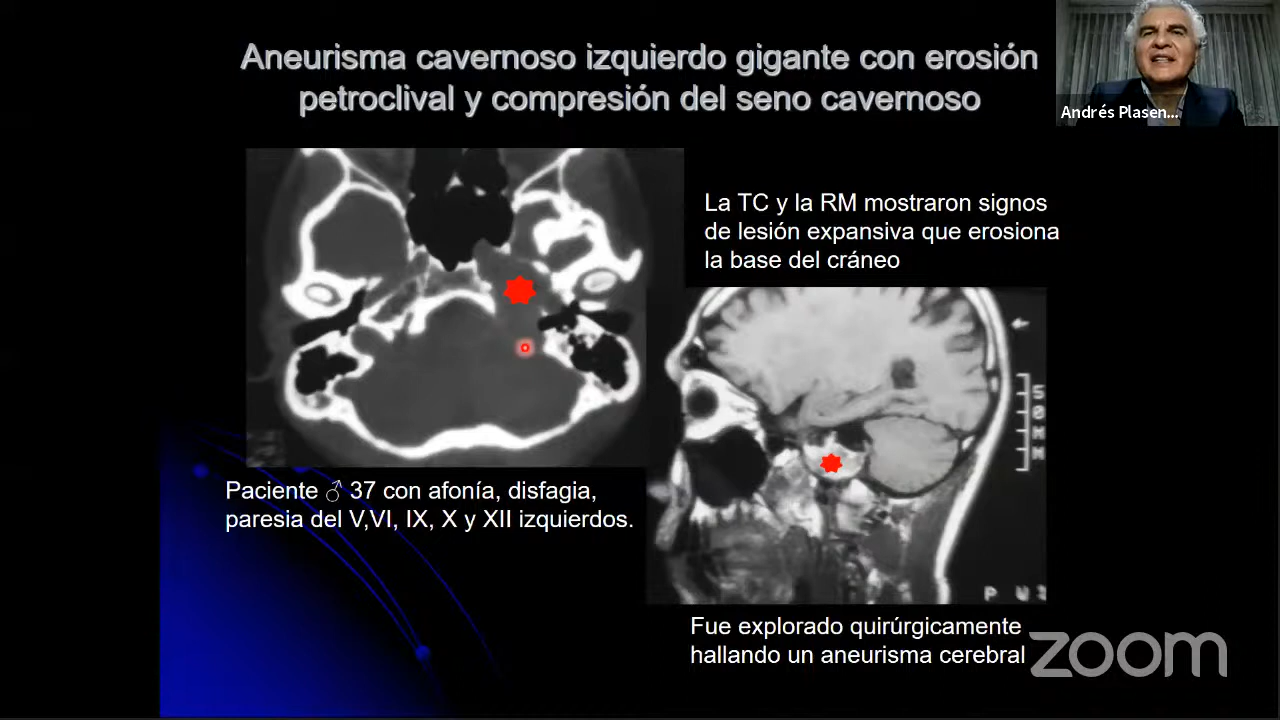 Aneurisma cavernoso izquierdo gigante con erosión
petroclival y compresión del seno cavernoso
Andrés Plasen...
La TC y la RM mostraron signos
de lesión expansiva que erosiona
la base del cráneo
Paciente ♂ 37 con afonía, disfagia,
paresia del V,VI, IX, X y XII izquierdos.
50MM
Fue explorado quirúrgicamente
hallando un aneurisma cerebral
zoom